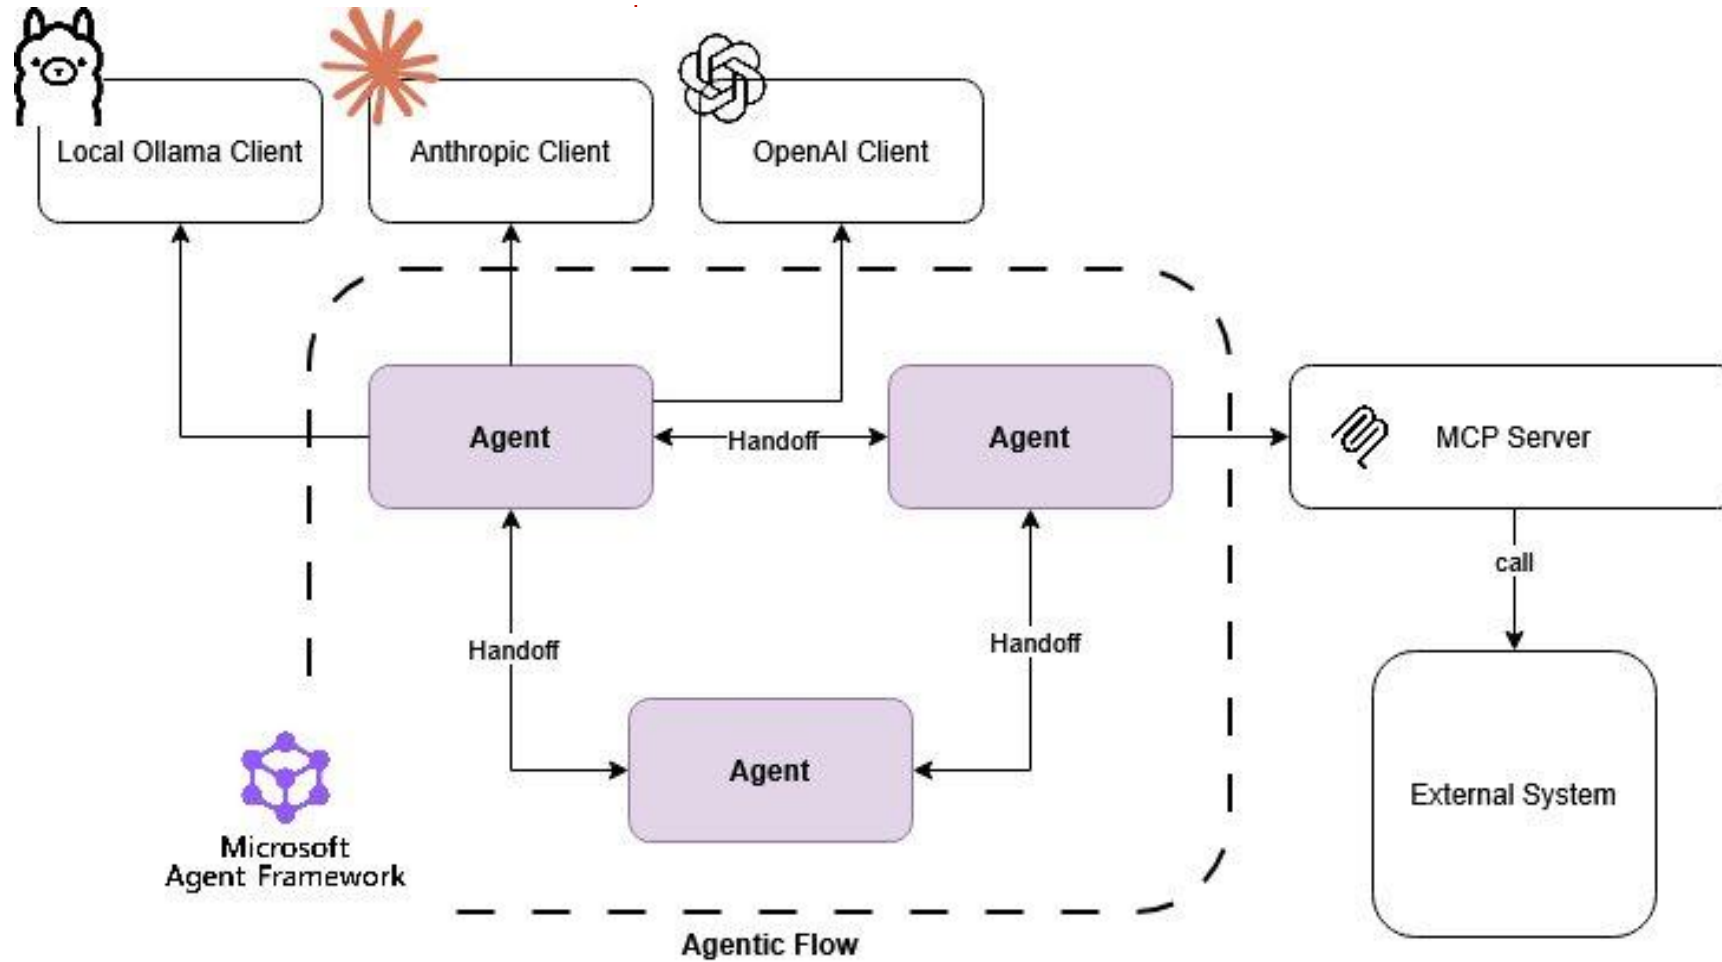 Local Ollama Client
Anthropic Client
OpenAI Client
Agent
Handoff
Agent
MCP Server
call
Handoff
Handoff
Agent
External System
Microsoft
Agent Framework
Agentic Flow